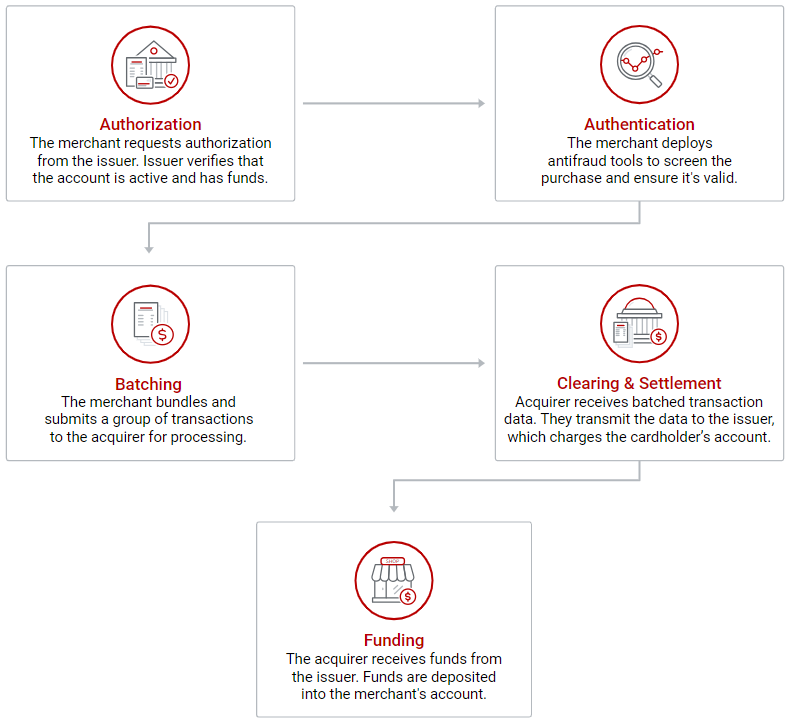 Authorization
The merchant requests authorization
from the issuer. Issuer verifies that
the account is active and has funds.
Authentication
The merchant deploys
antifraud tools to screen the
purchase and ensure it's valid.
Batching
The merchant bundles and
submits a group of transactions
to the acquirer for processing.
$
Clearing & Settlement
Acquirer receives batched transaction
data. They transmit the data to the issuer,
which charges the cardholder’s account.
$
SHOP
$
Funding
The acquirer receives funds from
the issuer. Funds are deposited
into the merchant's account.